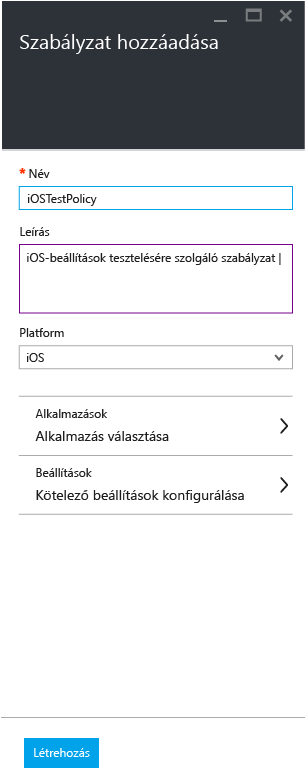 Szabályzat hozzáadása
* Név
iOSTestPolicy
Leírás
iOS-beállítások tesztelésére szolgáló szabályzat
Platform
iOS
Alkalmazások
Alkalmazás választása
Beállítások
Kötelező beállítások konfigurálása
Létrehozás